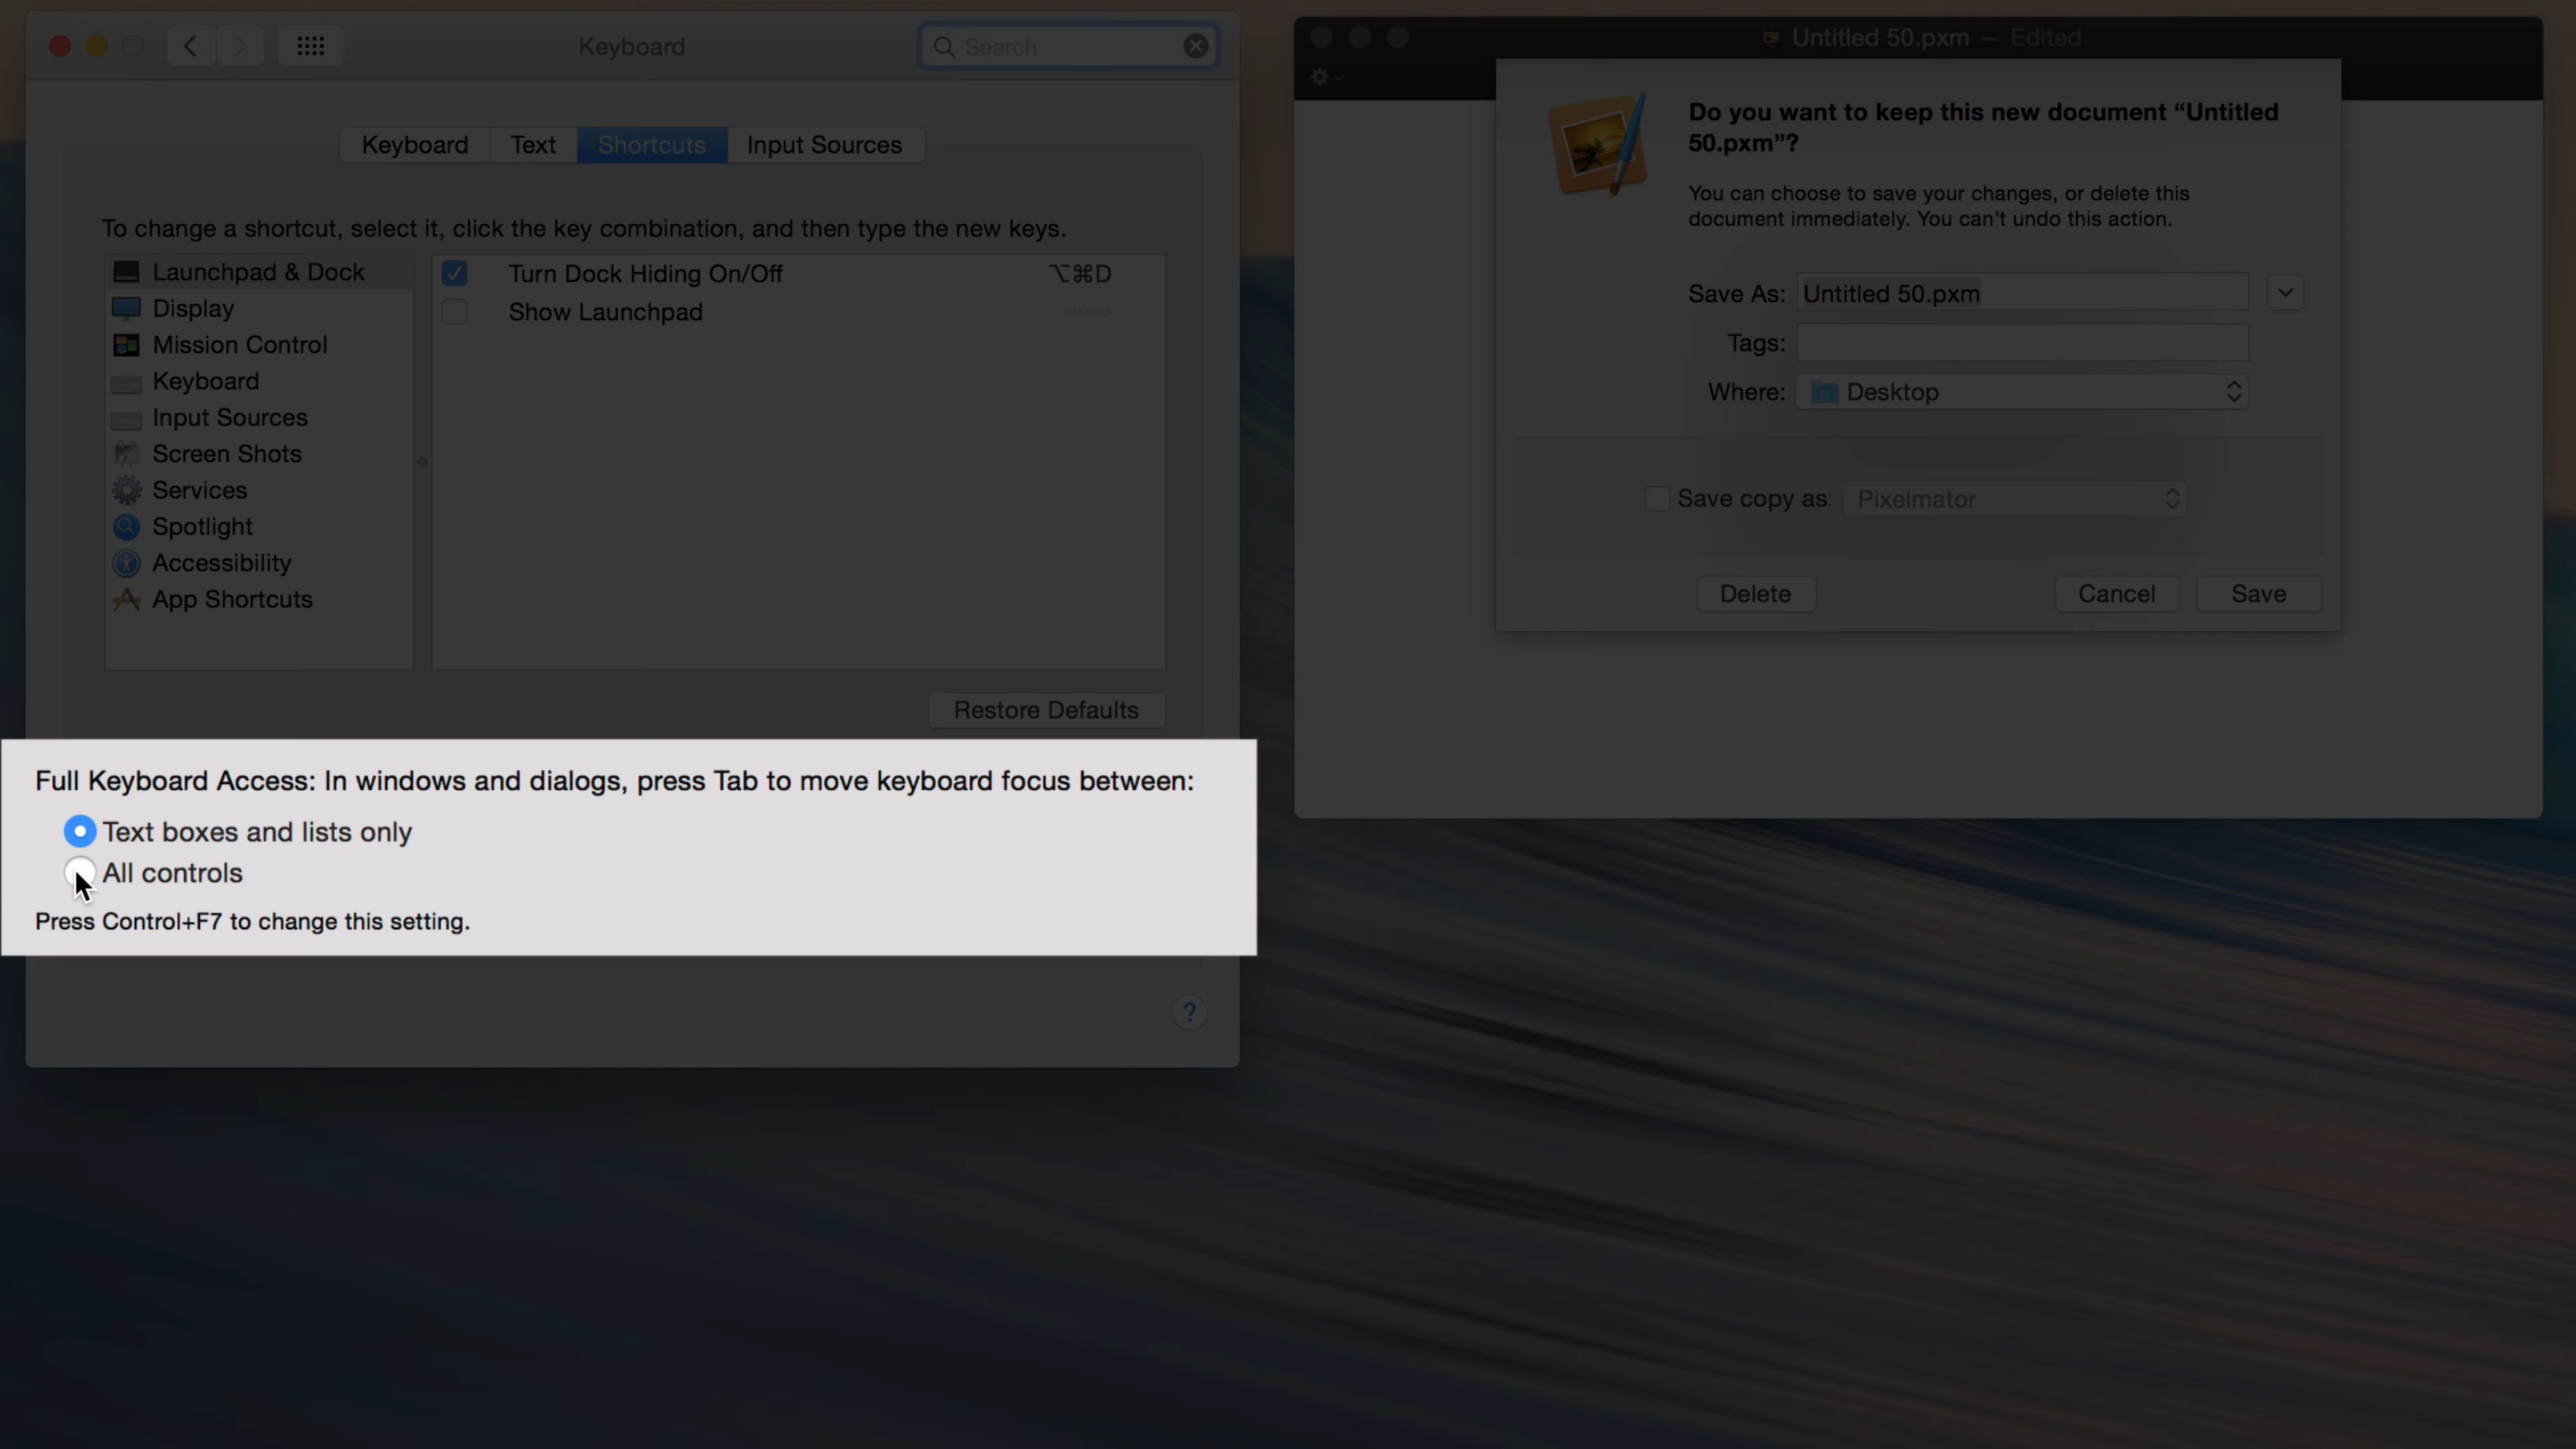 Keyboard
Search
Keyboard
Text
Shortcuts
Input Sources
To change a shortcut, select it, click the key combination, and then type the new keys.
Launchpad & Dock
Display
Mission Control
Keyboard
Input Sources
Screen Shots
Services
Spotlight
Accessibility
App Shortcuts
Turn Dock Hiding On/Off ⌥⌘D
Show Launchpad none
Restore Defaults
Full Keyboard Access: In windows and dialogs, press Tab to move keyboard focus between:
Text boxes and lists only
All controls
Press Control+F7 to change this setting.
?
Untitled 50.pxm — Edited
Do you want to keep this new document “Untitled
50.pxm”?
You can choose to save your changes, or delete this
document immediately. You can’t undo this action.
Save As: Untitled 50.pxm
Tags:
Where: Desktop
Save copy as: Pixelmator
Delete
Cancel
Save